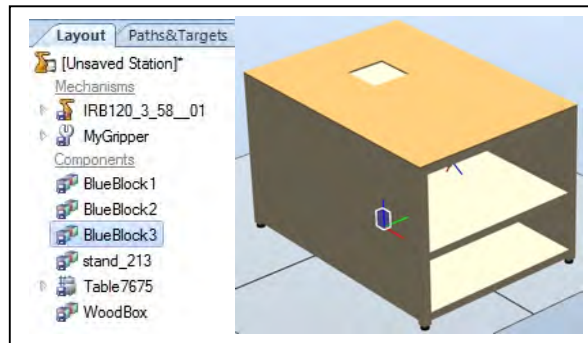 Layout Paths&Targets
[Unsaved Station]*
Mechanisms
IRB120_3_58__01
MyGripper
Components
BlueBlock1
BlueBlock2
BlueBlock3
stand_213
Table7675
WoodBox